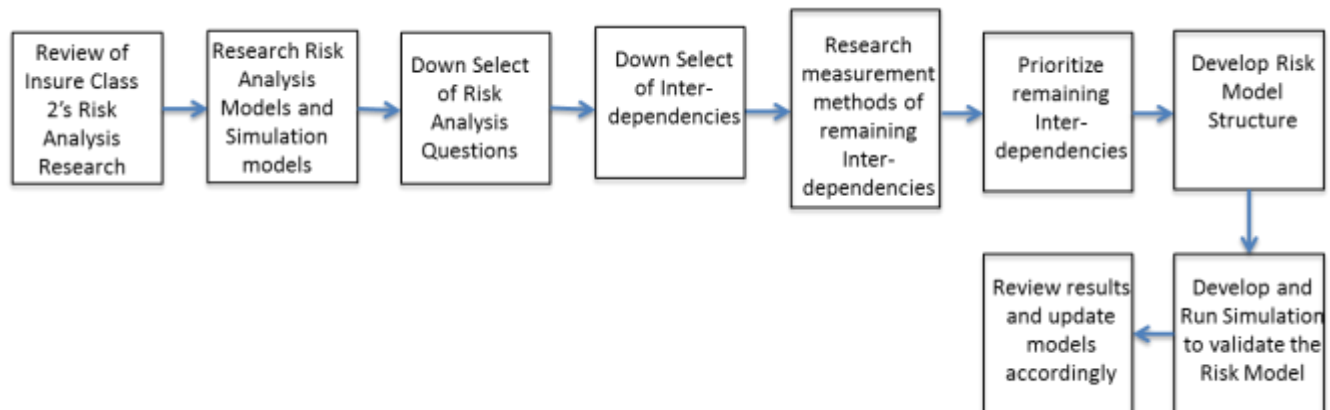 Review of
Insure Class
2's Risk
Analysis
Research
Research Risk
Analysis
Models and
Simulation
models
Down Select
of Risk
Analysis
Questions
Down Select
of Inter-
dependencies
Research
measurement
methods of
remaining
Inter-
dependencies
Prioritize
remaining
Inter-
dependencies
Develop Risk
Model
Structure
Develop and
Run Simulation
to validate the
Risk Model
Review results
and update
models
accordingly